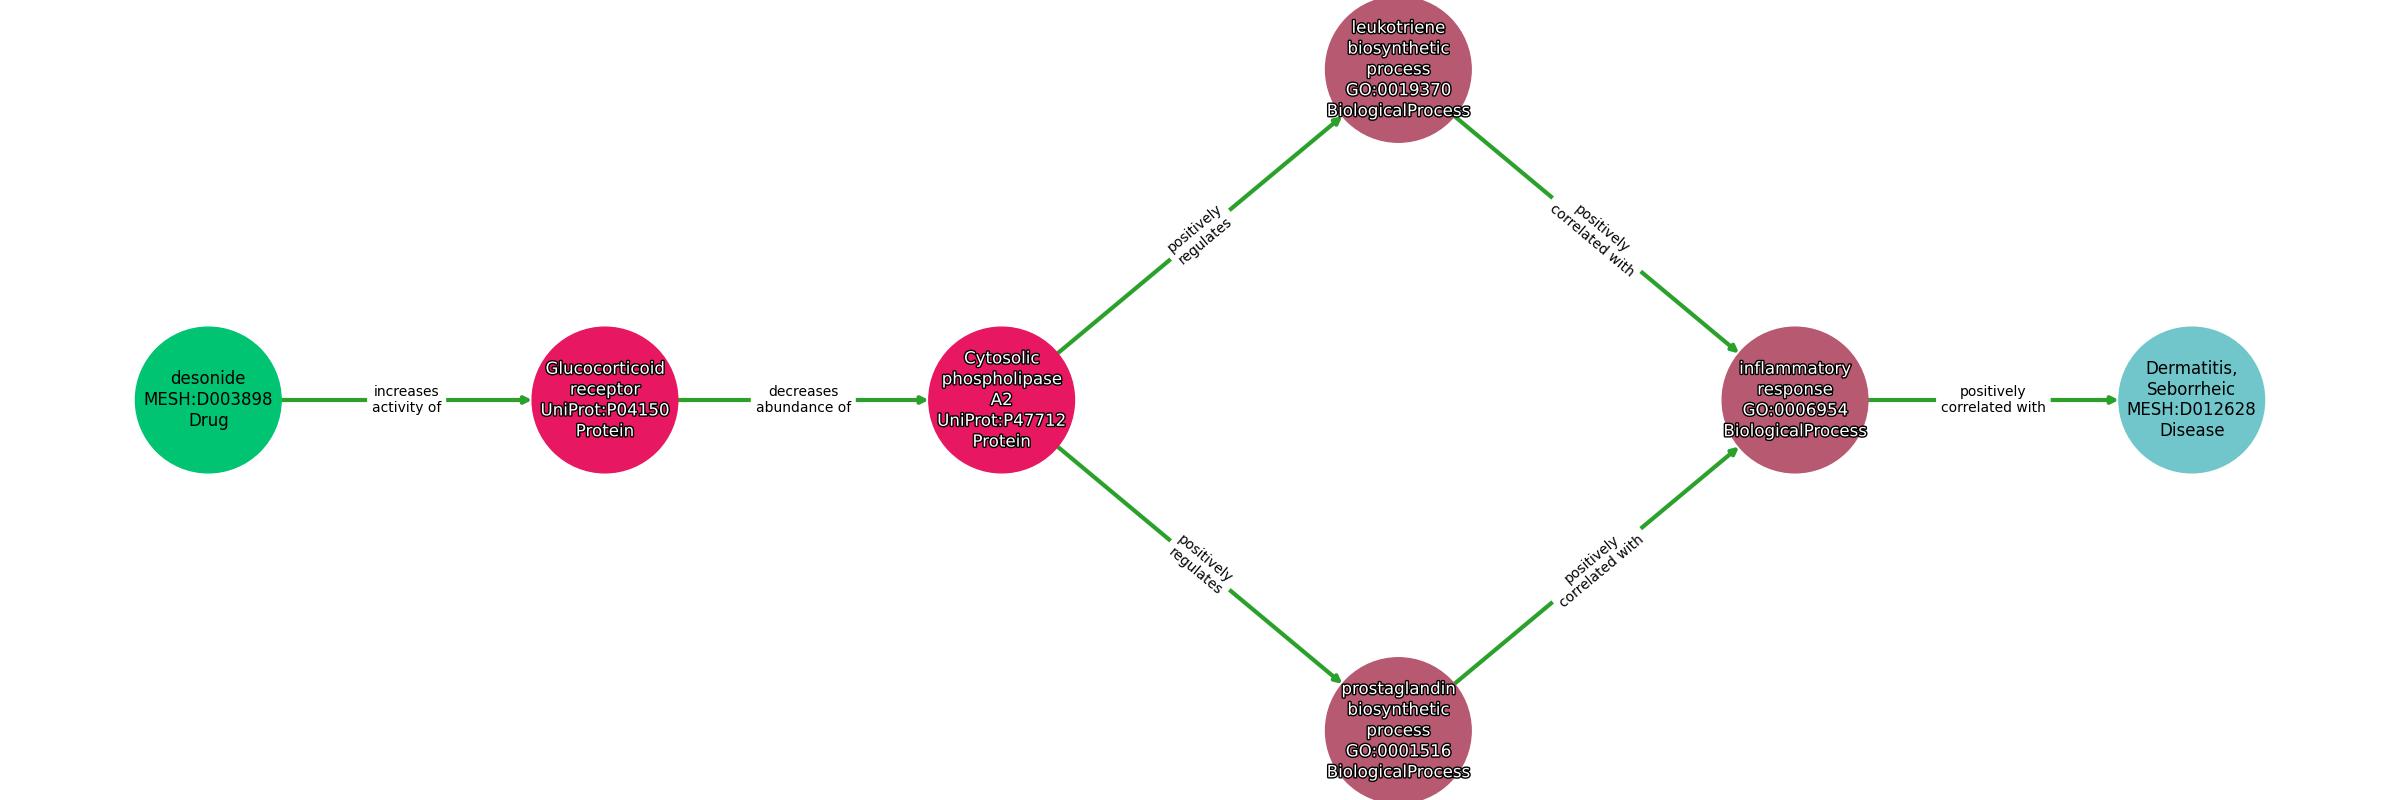 desonide
MESH:D003898
Drug
increases
activity of
Glucocorticoid
receptor
UniProt:P04150
Protein
decreases
abundance of
Cytosolic
phospholipase
A2
UniProt:P47712
Protein
positively
regulates
leukotriene
biosynthetic
process
GO:0019370
BiologicalProcess
positively
correlated with
positively
regulates
prostaglandin
biosynthetic
process
GO:0001516
BiologicalProcess
positively
correlated with
inflammatory
response
GO:0006954
BiologicalProcess
positively
correlated with
Dermatitis,
Seborrheic
MESH:D012628
Disease